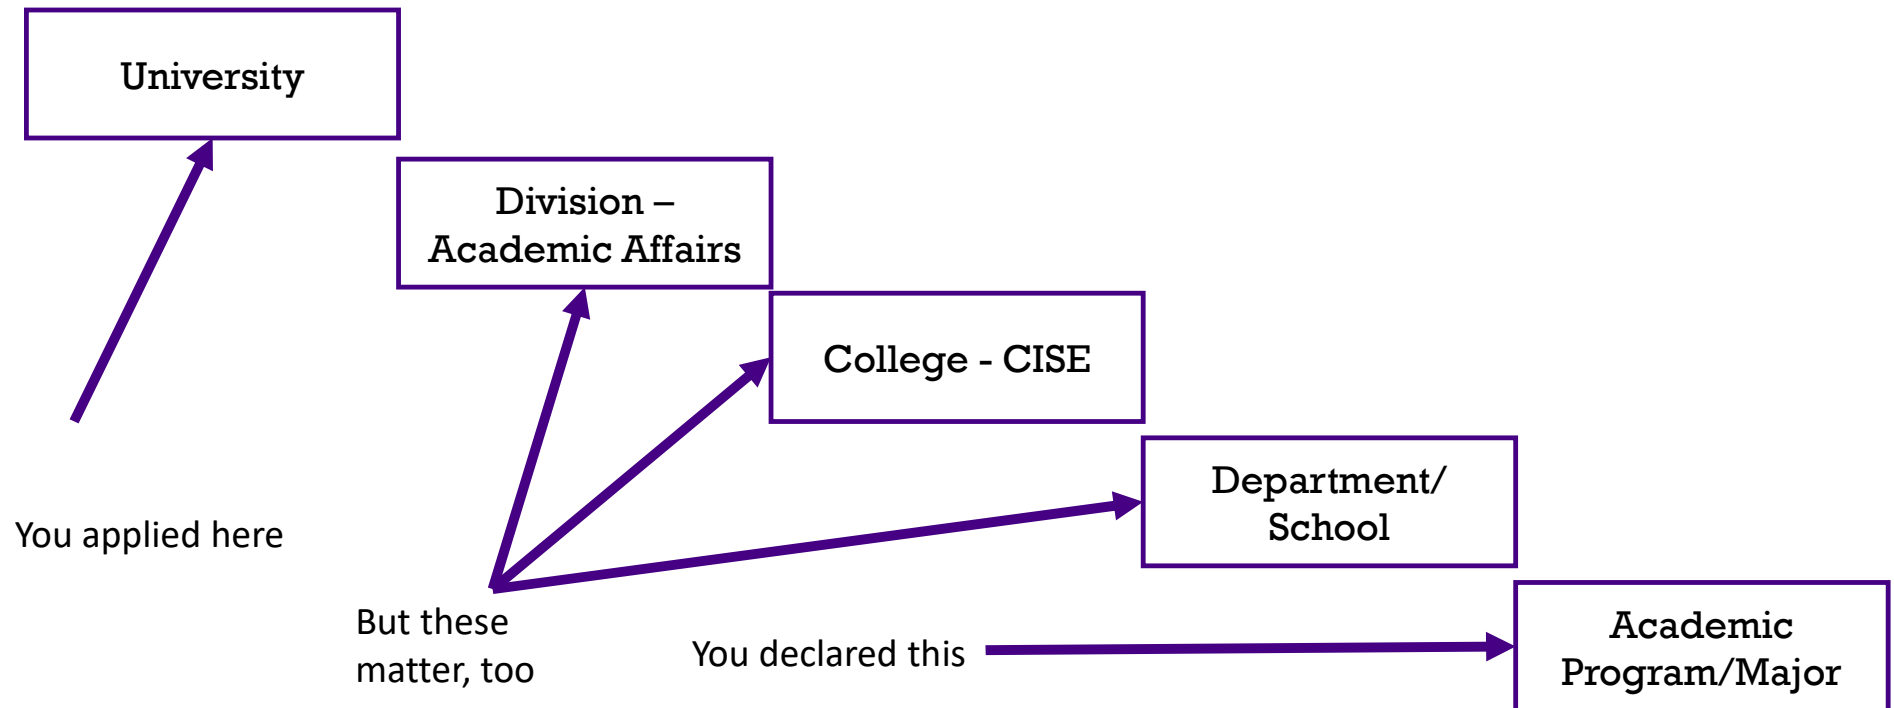 University
Division –
Academic Affairs
College - CISE
Department/
School
You applied here
But these
matter, too
You declared this
Academic
Program/Major